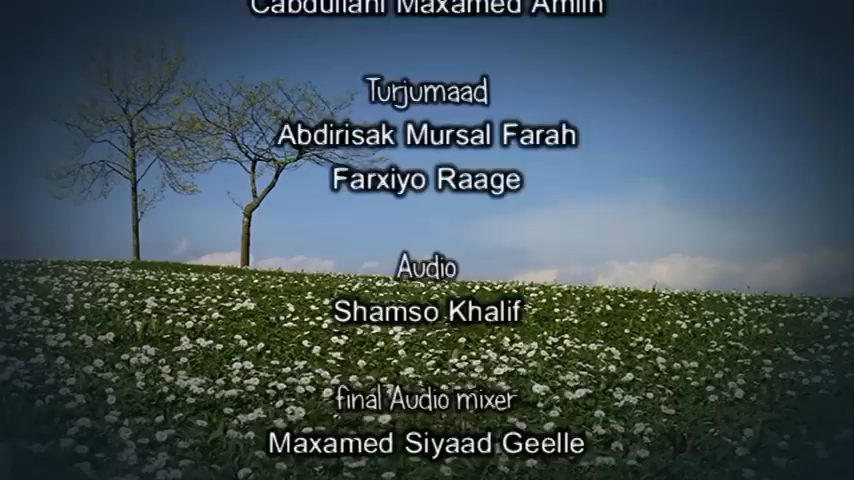 Cabdullahi Maxamed Amiin
Turjumaad
Abdirisak Mursal Farah
Farxiyo Raage
Audio
Shamso Khalif
final Audio mixer
Maxamed Siyaad Geelle